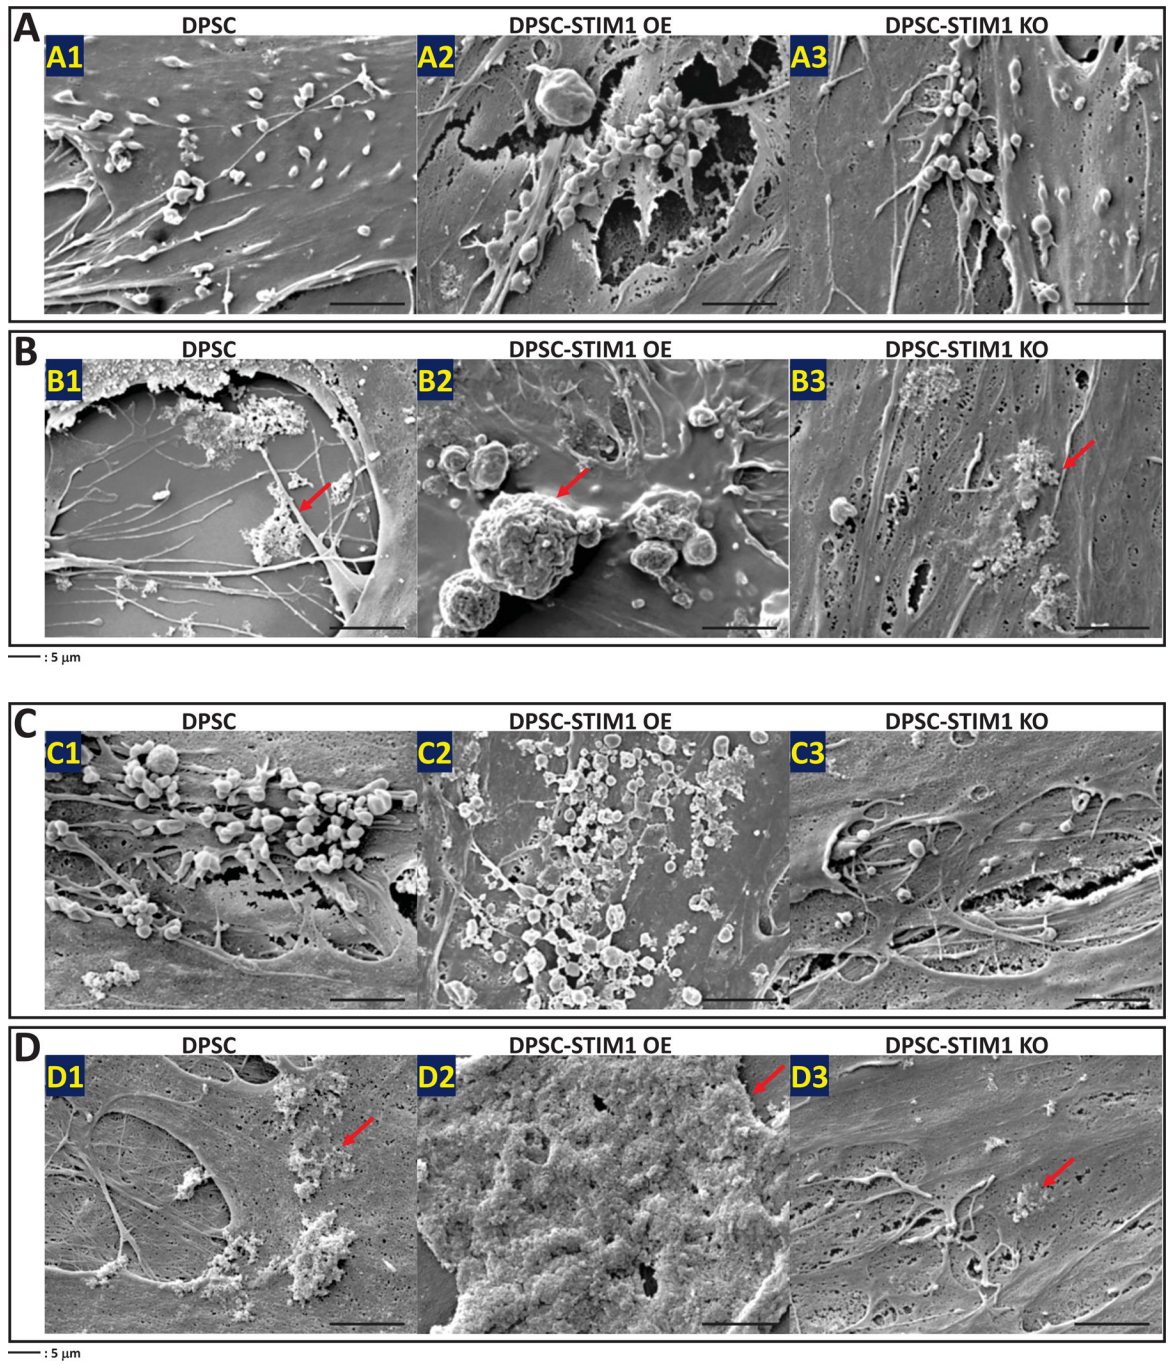 A
DPSC
DPSC-STIM1 OE
DPSC-STIM1 KO
A1
A2
A3
B
DPSC
DPSC-STIM1 OE
DPSC-STIM1 KO
B1
B2
B3
: 5 µm
C
DPSC
DPSC-STIM1 OE
DPSC-STIM1 KO
C1
C2
C3
D
DPSC
DPSC-STIM1 OE
DPSC-STIM1 KO
D1
D2
D3
: 5 µm